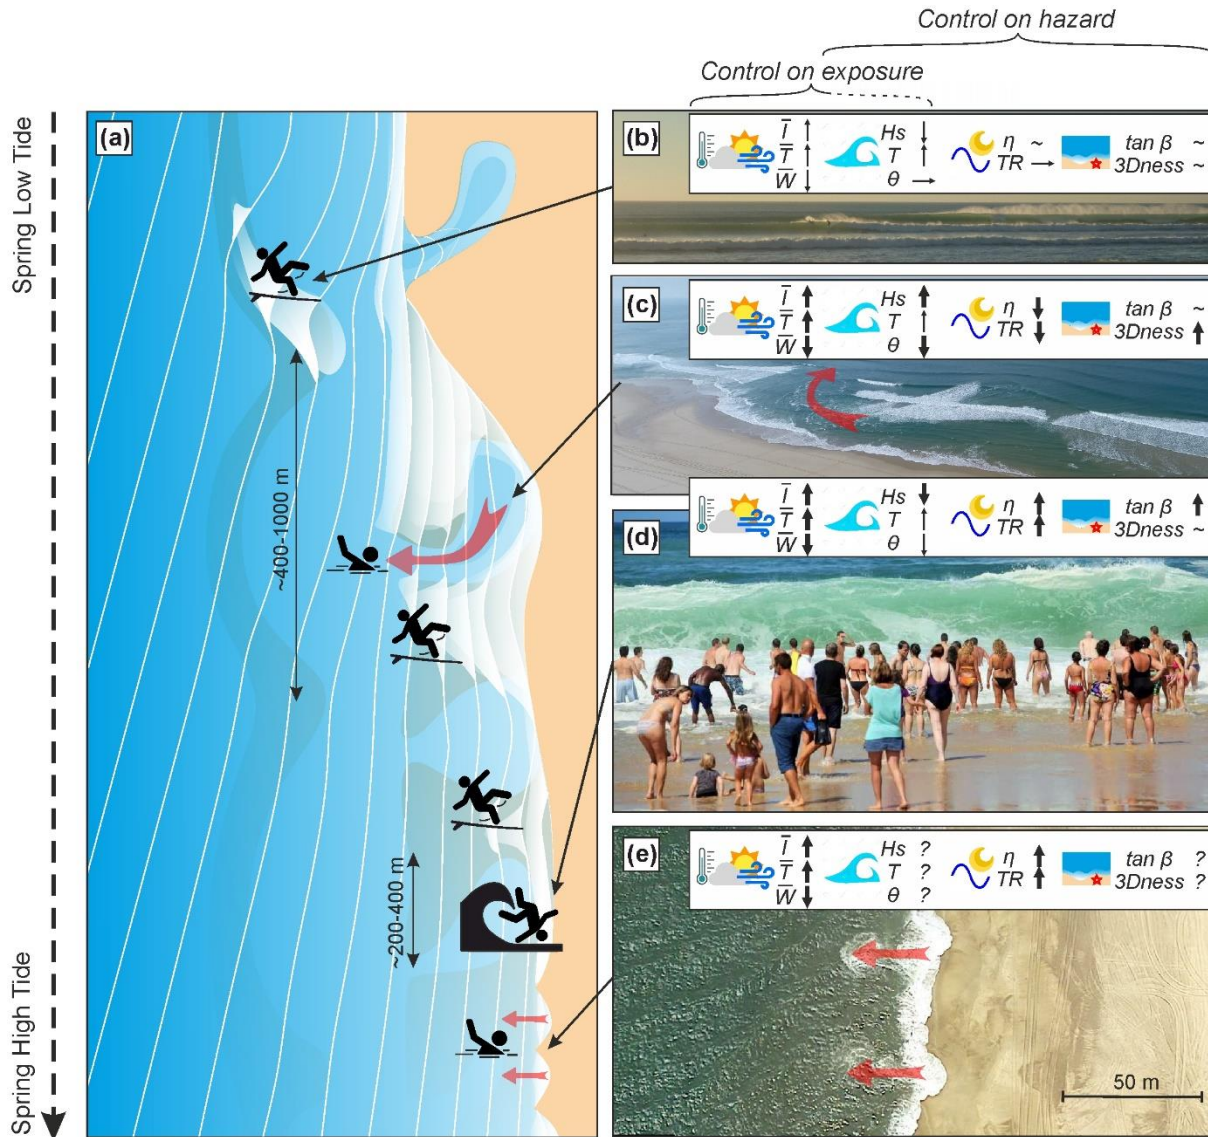 Control on hazard
Control on exposure
Spring Low Tide
Spring High Tide
(a)
~400-1000 m
~200-400 m
(b)
I̅ ↑ Hs ↓ η ~ tan β ~
T̅ ↑ T ↑ TR → 3Dness ~
W̅ ↓ θ →
(c)
I̅ ↑ Hs ↑ η ↓ tan β ~
T̅ ↑ T ↑ TR ↓ 3Dness ↑
W̅ ↓ θ ↓
(d)
I̅ ↑ Hs ↓ η ↑ tan β ↑
T̅ ↑ T ↑ TR ↑ 3Dness ~
W̅ ↓ θ ↓
(e)
I̅ ↑ Hs ? η ↑ tan β ?
T̅ ↑ T ? TR ↑ 3Dness ?
W̅ ↓ θ ?
50 m